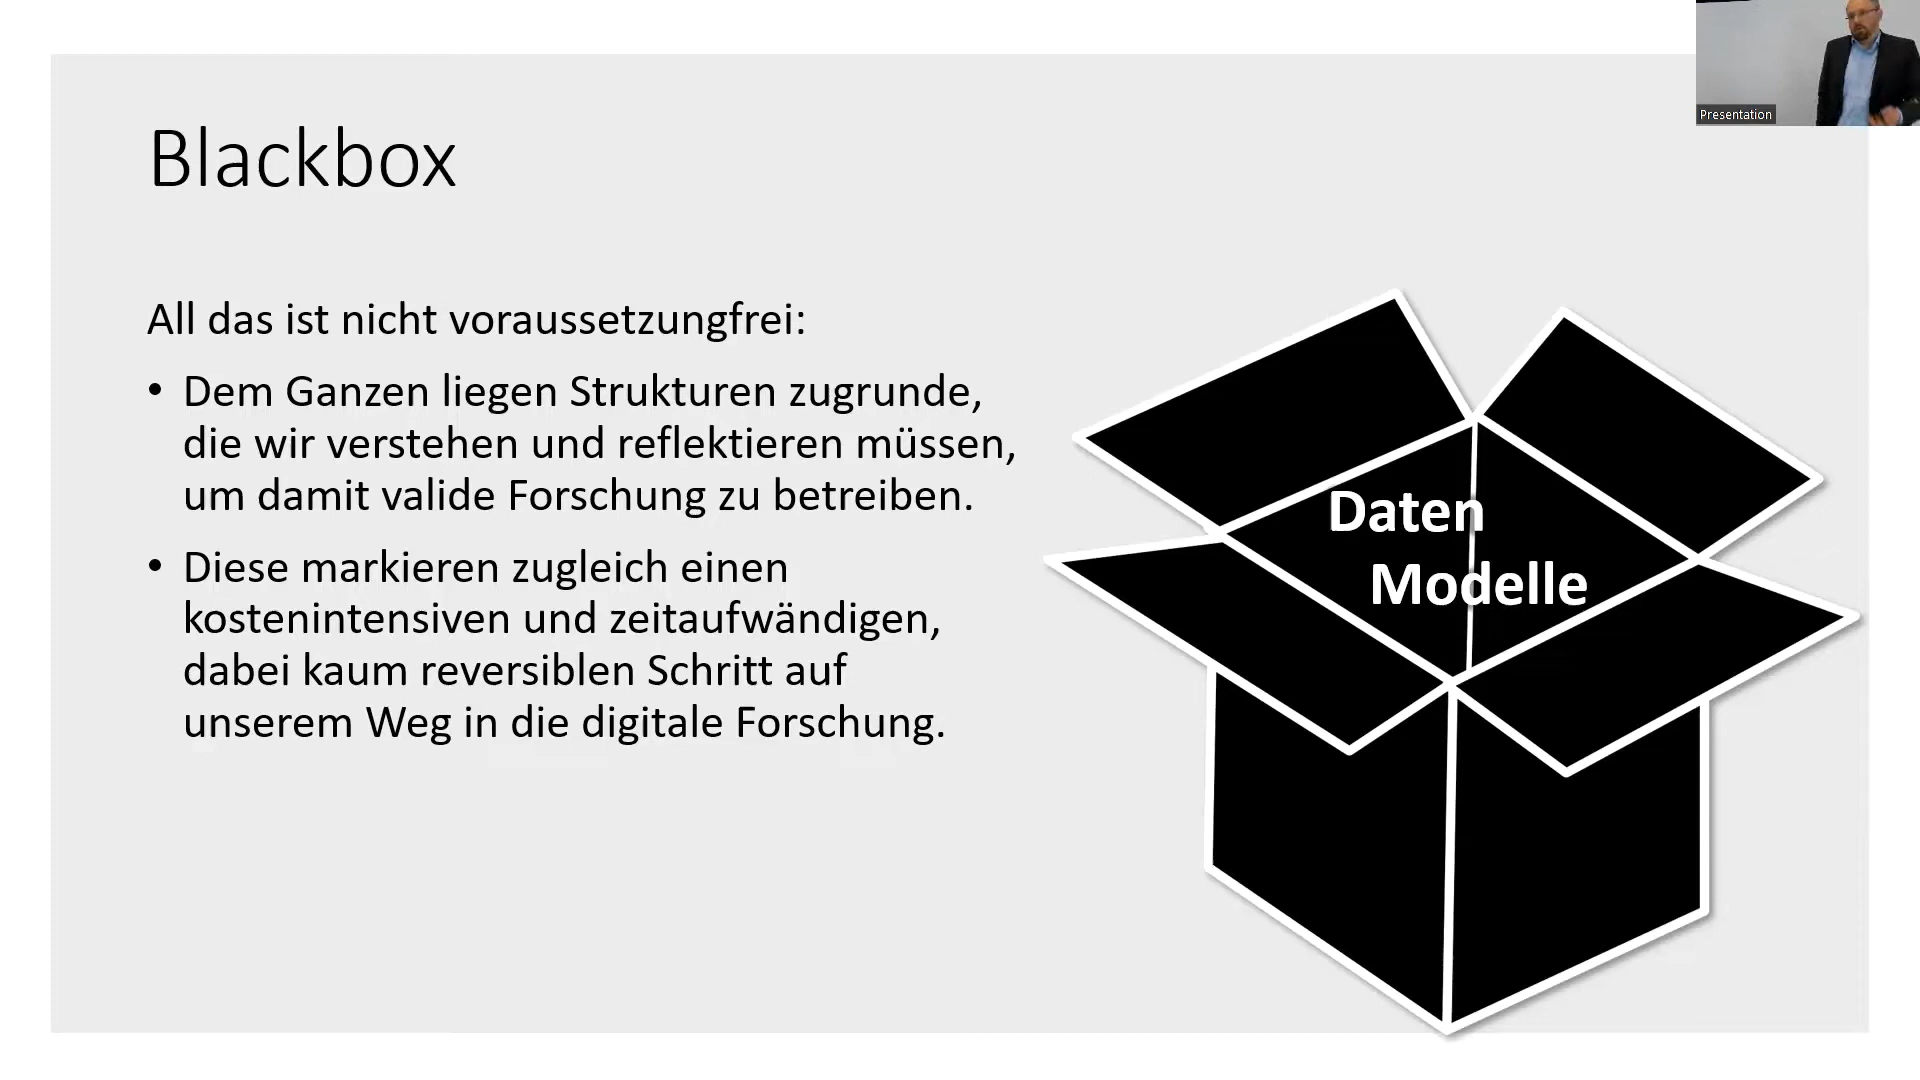 Presentation
Blackbox
All das ist nicht voraussetzungfrei:
• Dem Ganzen liegen Strukturen zugrunde,
die wir verstehen und reflektieren müssen,
um damit valide Forschung zu betreiben.
• Diese markieren zugleich einen
kostenintensiven und zeitaufwändigen,
dabei kaum reversiblen Schritt auf
unserem Weg in die digitale Forschung.
Daten
Modelle